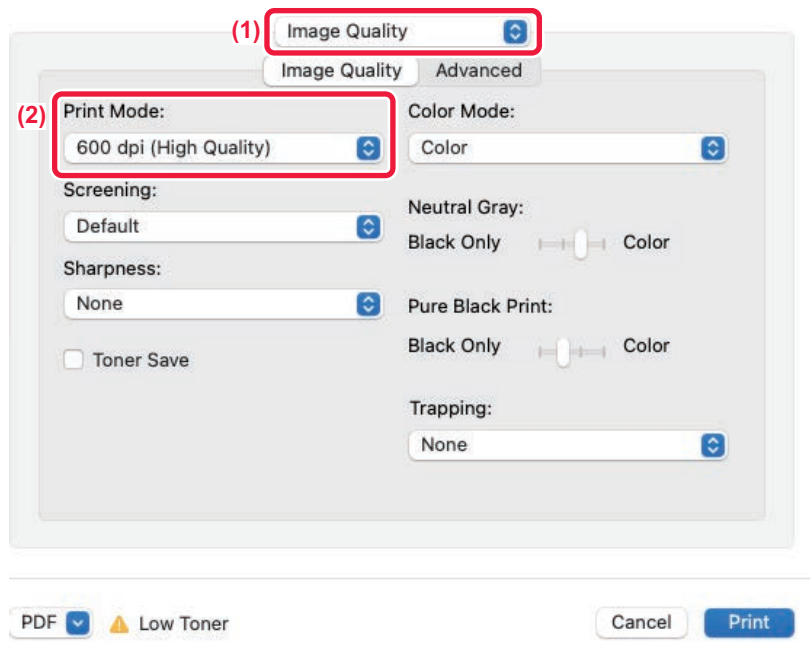 (1) Image Quality
Image Quality Advanced
(2) Print Mode:
600 dpi (High Quality)
Screening:
Default
Sharpness:
None
Toner Save
Color Mode:
Color
Neutral Gray:
Black Only Color
Pure Black Print:
Black Only Color
Trapping:
None
PDF Low Toner Cancel Print